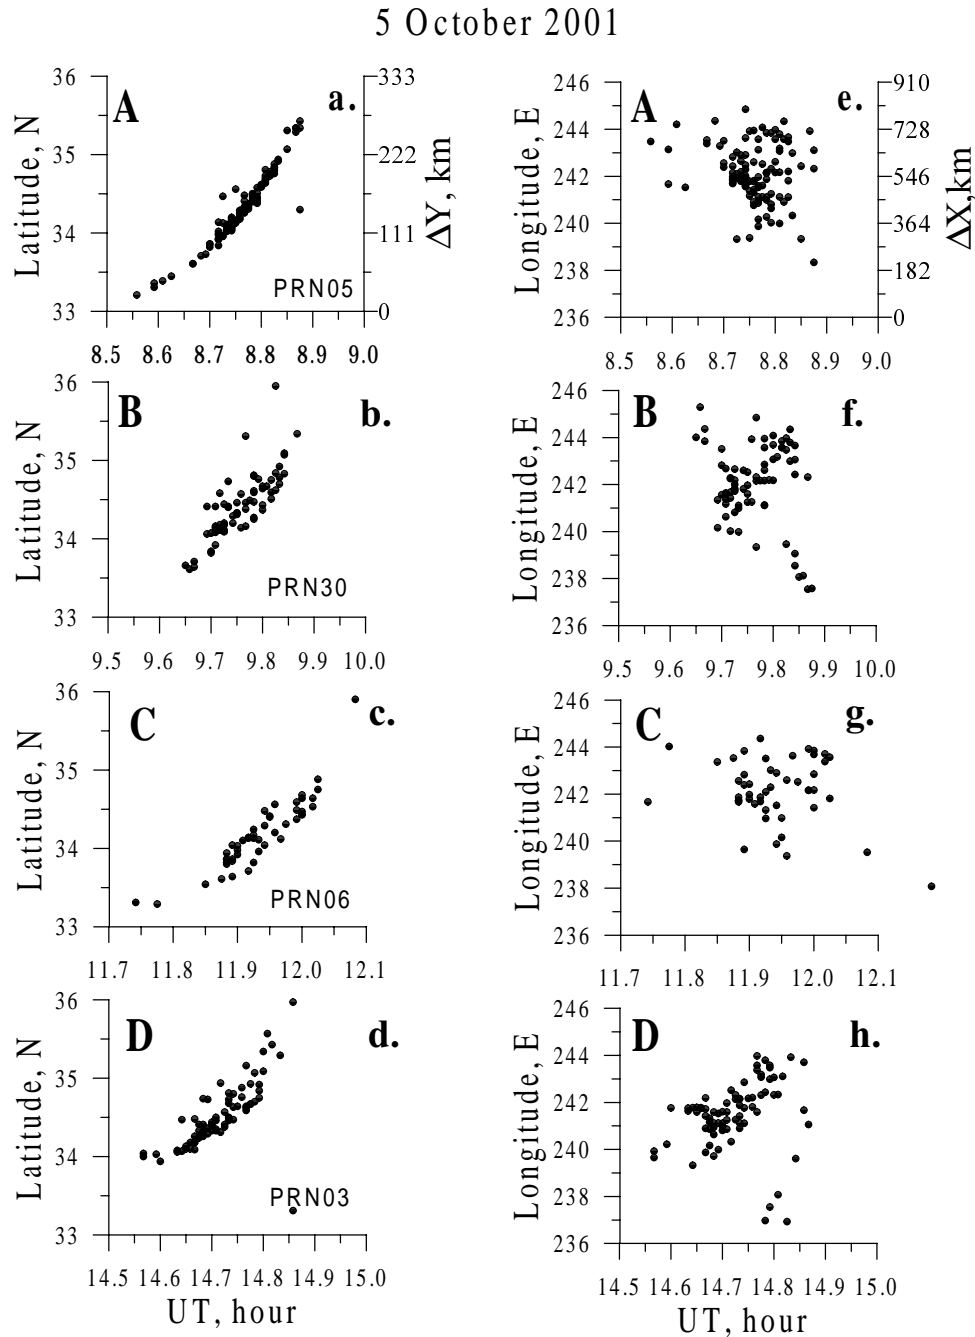 5 October 2001
36
35
34
33
Latitude, N
A
a.
333
222
111
0
ΔY, km
PRN05
8.5 8.6 8.7 8.8 8.9 9.0
246
244
242
240
238
236
Longitude, E
A
e.
910
728
546
364
182
0
ΔX,km
8.5 8.6 8.7 8.8 8.9 9.0
36
35
34
33
Latitude, N
B
b.
PRN30
9.5 9.6 9.7 9.8 9.9 10.0
246
244
242
240
238
236
Longitude, E
B
f.
9.5 9.6 9.7 9.8 9.9 10.0
36
35
34
33
Latitude, N
C
c.
PRN06
11.7 11.8 11.9 12.0 12.1
246
244
242
240
238
236
Longitude, E
C
g.
11.7 11.8 11.9 12.0 12.1
36
35
34
33
Latitude, N
D
d.
PRN03
14.5 14.6 14.7 14.8 14.9 15.0
UT, hour
246
244
242
240
238
236
Longitude, E
D
h.
14.5 14.6 14.7 14.8 14.9 15.0
UT, hour